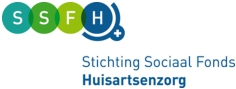 SSFH
Stichting Sociaal Fonds
Huisartsenzorg